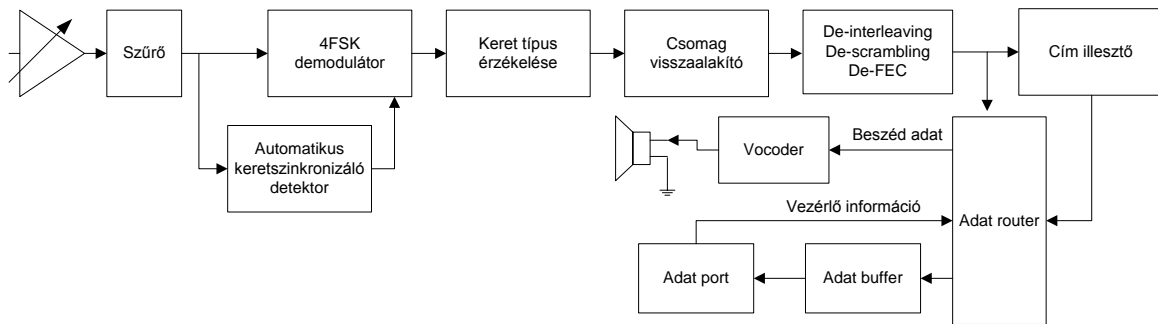 Szűrő
4FSK
demodulátor
Keret típus
érzékelése
Csomag
visszaalakító
De-interleaving
De-scrambling
De-FEC
Cím illesztő
Automatikus
keretszinkronizáló
detektor
Vocoder
Beszéd adat
Vezérlő információ
Adat router
Adat port
Adat buffer